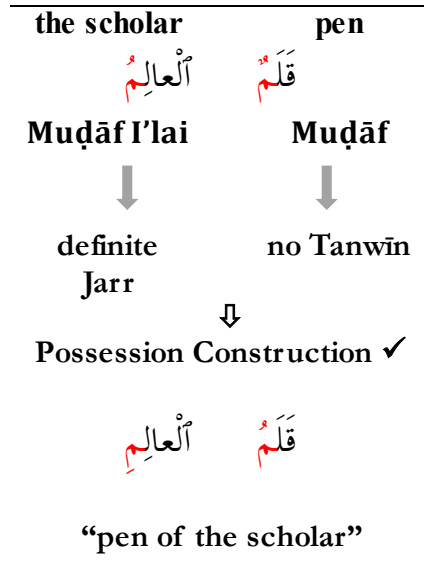 the scholar pen
قَلَمٌ ٱلْعالِمُ
Muḍāf I’lai Muḍāf
definite no Tanwīn
Jarr
Possession Construction ✓
قَلَمُ ٱلْعالِمِ
“pen of the scholar”